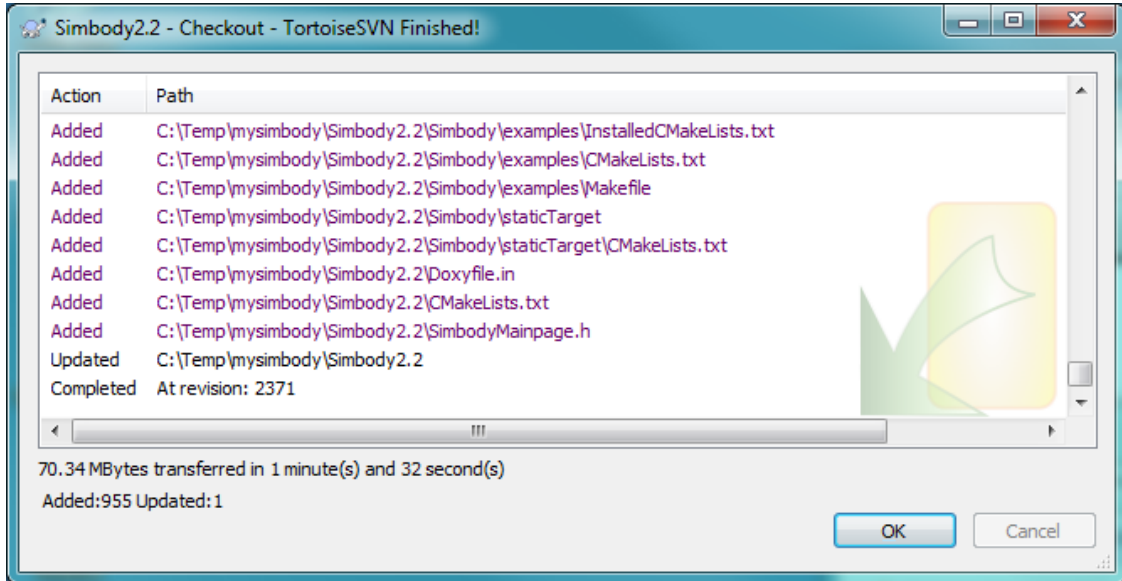 Simbody2.2 - Checkout - TortoiseSVN Finished!
Action Path
Added C:\Temp\mysimbody\Simbody2.2\Simbody\examples\InstalledCMakeLists.txt
Added C:\Temp\mysimbody\Simbody2.2\Simbody\examples\CMakeLists.txt
Added C:\Temp\mysimbody\Simbody2.2\Simbody\examples\Makefile
Added C:\Temp\mysimbody\Simbody2.2\Simbody\staticTarget
Added C:\Temp\mysimbody\Simbody2.2\Simbody\staticTarget\CMakeLists.txt
Added C:\Temp\mysimbody\Simbody2.2\Doxyfile.in
Added C:\Temp\mysimbody\Simbody2.2\CMakeLists.txt
Added C:\Temp\mysimbody\Simbody2.2\SimbodyMainpage.h
Updated C:\Temp\mysimbody\Simbody2.2
Completed At revision: 2371
70.34 MBytes transferred in 1 minute(s) and 32 second(s)
Added:955 Updated:1
OK Cancel